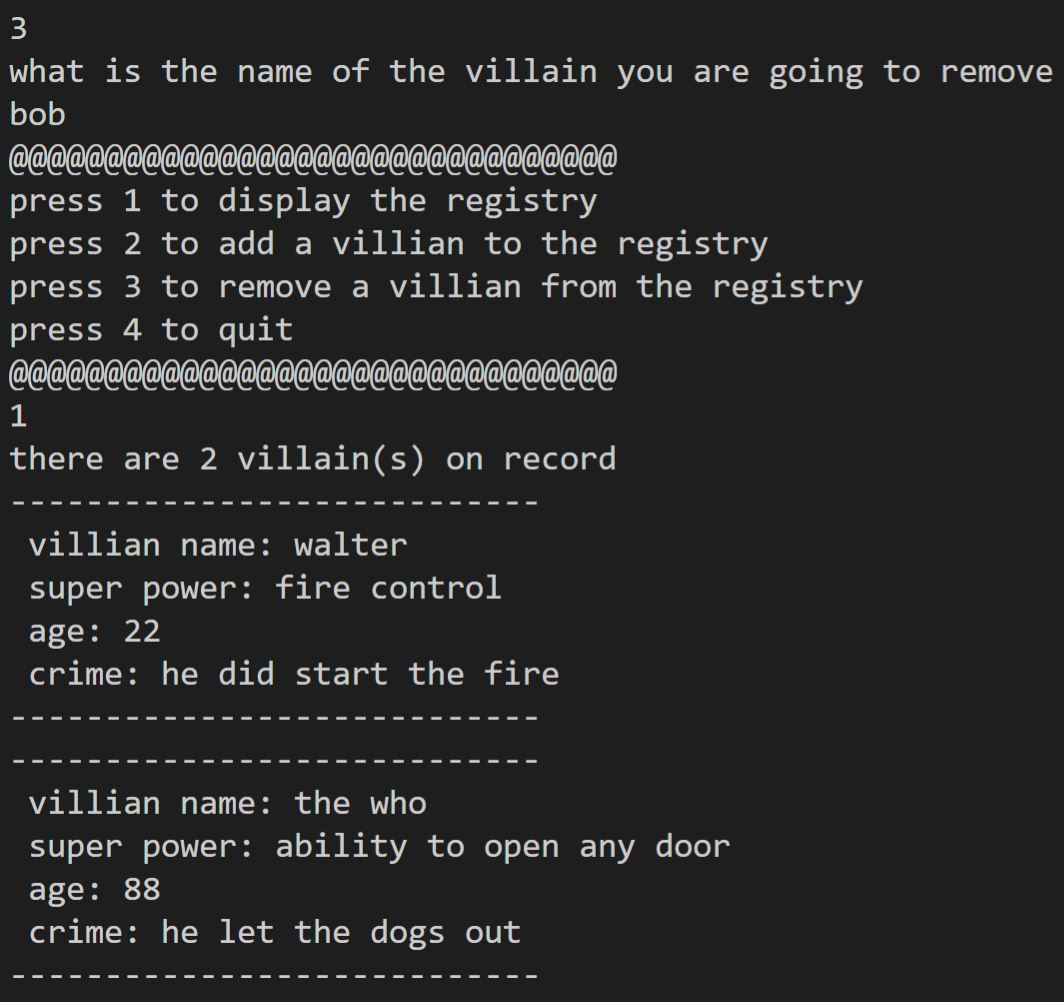 3
what is the name of the villain you are going to remove
bob
@@@@@@@@@@@@@@@@@@@@@@@@@@@@@@@@
press 1 to display the registry
press 2 to add a villian to the registry
press 3 to remove a villian from the registry
press 4 to quit
@@@@@@@@@@@@@@@@@@@@@@@@@@@@@@@@
1
there are 2 villain(s) on record
----------------------------
 villian name: walter
 super power: fire control
 age: 22
 crime: he did start the fire
----------------------------
----------------------------
 villian name: the who
 super power: ability to open any door
 age: 88
 crime: he let the dogs out
----------------------------